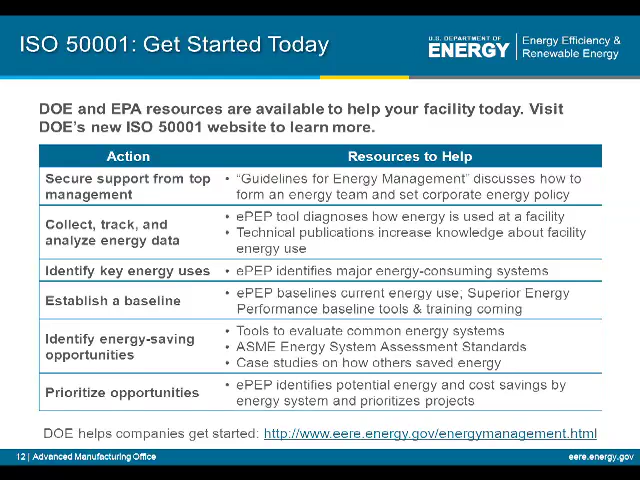 ISO 50001: Get Started Today
U.S. DEPARTMENT OF
ENERGY
Energy Efficiency &
Renewable Energy
DOE and EPA resources are available to help your facility today. Visit
DOE's new ISO 50001 website to learn more.
Action
Resources to Help
Secure support from top
management
• "Guidelines for Energy Management" discusses how to
form an energy team and set corporate energy policy
Collect, track, and
analyze energy data
• ePEP tool diagnoses how energy is used at a facility
• Technical publications increase knowledge about facility
energy use
Identify key energy uses
• ePEP identifies major energy-consuming systems
Establish a baseline
• ePEP baselines current energy use; Superior Energy
Performance baseline tools & training coming
Identify energy-saving
opportunities
• Tools to evaluate common energy systems
• ASME Energy System Assessment Standards
• Case studies on how others saved energy
Prioritize opportunities
• ePEP identifies potential energy and cost savings by
energy system and prioritizes projects
DOE helps companies get started: http://www.eere.energy.gov/energymanagement.html
12 | Advanced Manufacturing Office
eere.energy.gov